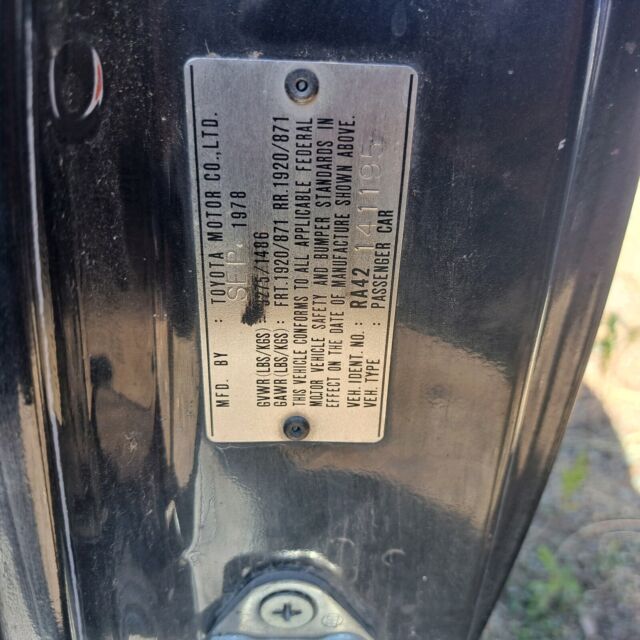 MFD. BY : TOYOTA MOTOR CO.,LTD.
SEP. 1978
GVWR (LBS/KGS) : /1486
GAWR (LBS/KGS) : FRT.1920/871 RR.1920/871
THIS VEHICLE CONFORMS TO ALL APPLICABLE FEDERAL
MOTOR VEHICLE SAFETY AND BUMPER STANDARDS IN
EFFECT ON THE DATE OF MANUFACTURE SHOWN ABOVE.
VEH.IDENT. NO.: RA42 141195
VEH.TYPE : PASSENGER CAR